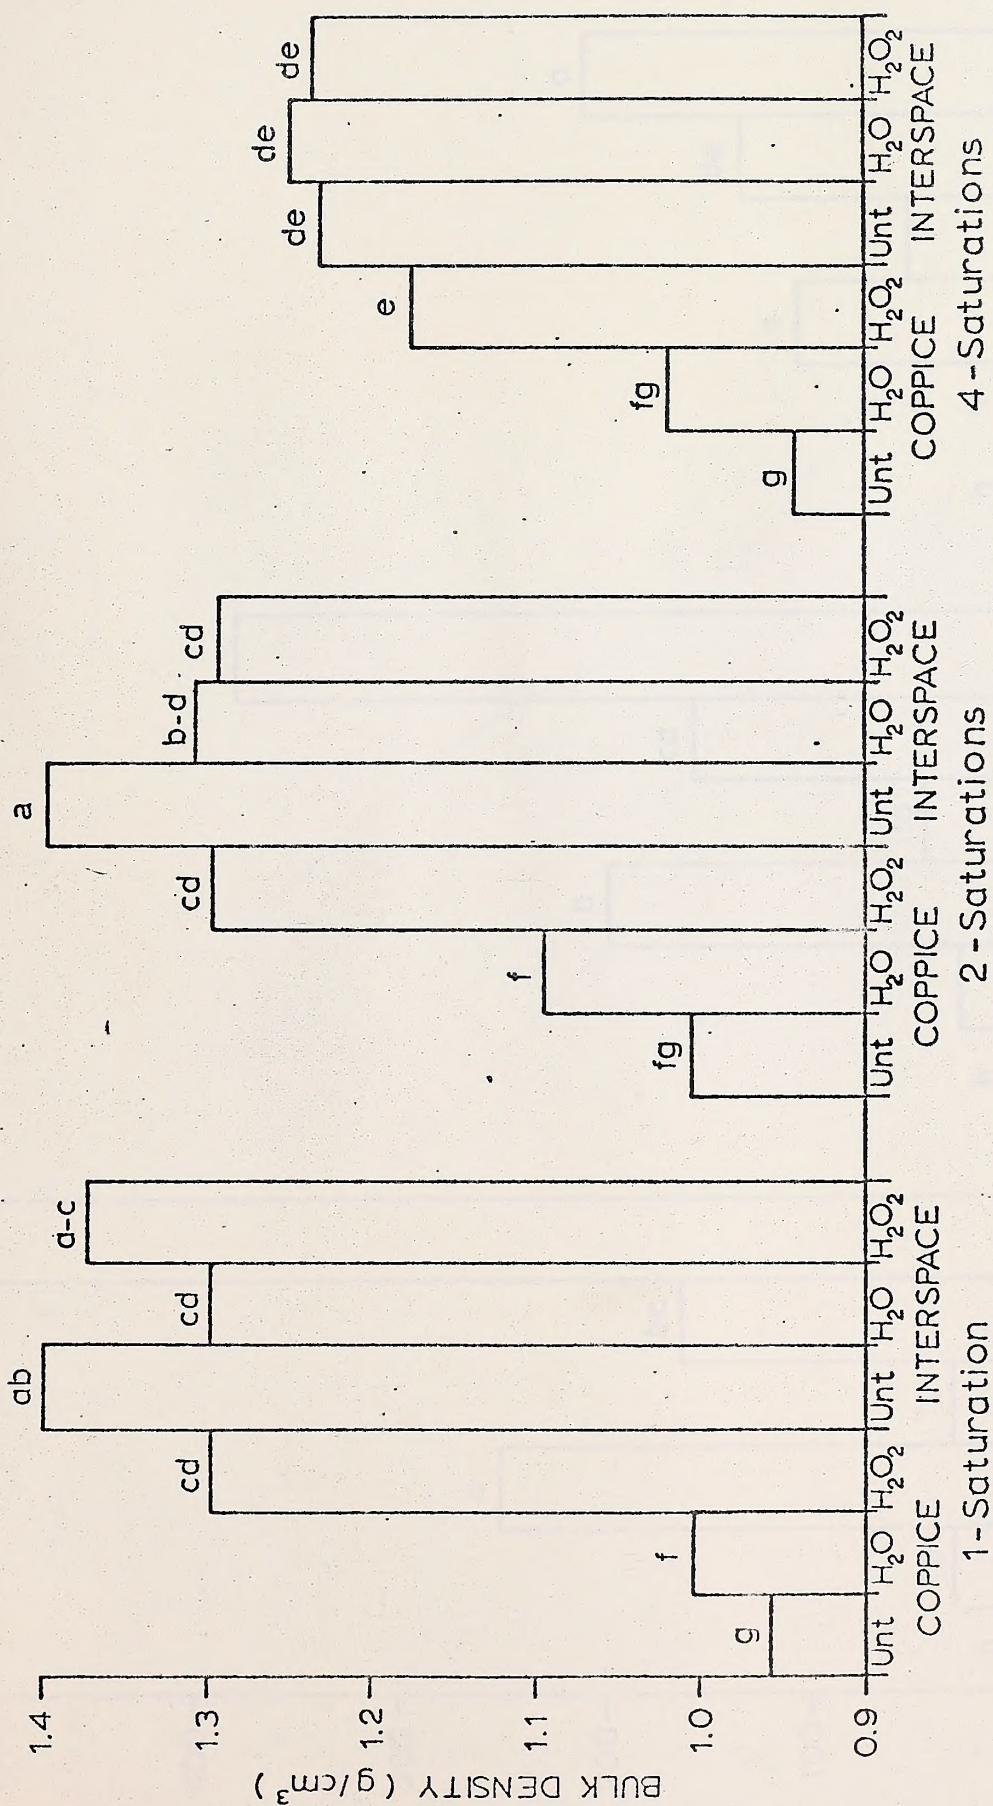 BULK DENSITY (g/cm³)
1.4
1.3
1.2
1.1
1.0
0.9
g f cd ab cd a-c
fg f cd a b-d cd
g fg e de de de
Unt H₂O H₂O₂ Unt H₂O H₂O₂
Unt H₂O H₂O₂ Unt H₂O H₂O₂
Unt H₂O H₂O₂ Unt H₂O H₂O₂
COPPICE INTERSPACE
COPPICE INTERSPACE
COPPICE INTERSPACE
1-Saturation
2-Saturations
4-Saturations